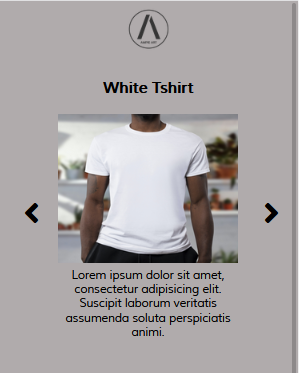 White Tshirt
Lorem ipsum dolor sit amet,
consectetur adipisicing elit.
Suscipit laborum veritatis
assumenda soluta perspiciatis
animi.